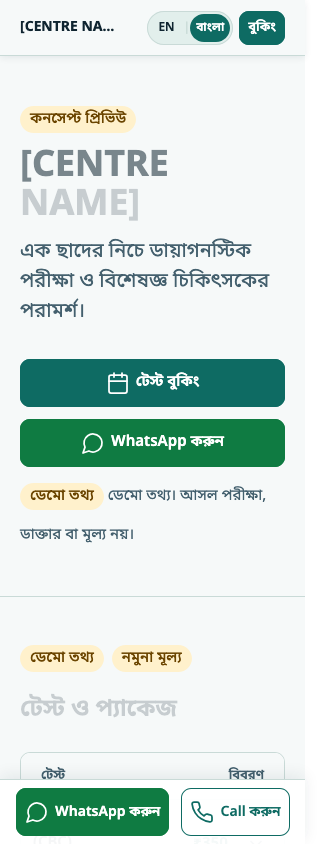 [CENTRE NA...
EN
বাংলা
বুকিং
কনসেপ্ট প্রিভিউ
[CENTRE
NAME]
এক ছাদের নিচে ডায়াগনস্টিক
পরীক্ষা ও বিশেষজ্ঞ চিকিৎসকের
পরামর্শ।
টেস্ট বুকিং
WhatsApp করুন
ডেমো তথ্য ডেমো তথ্য। আসল পরীক্ষা,
ডাক্তার বা মূল্য নয়।
ডেমো তথ্য নমুনা মূল্য
টেস্ট ও প্যাকেজ
টেস্ট বিবরণ
WhatsApp করুন
Call করুন